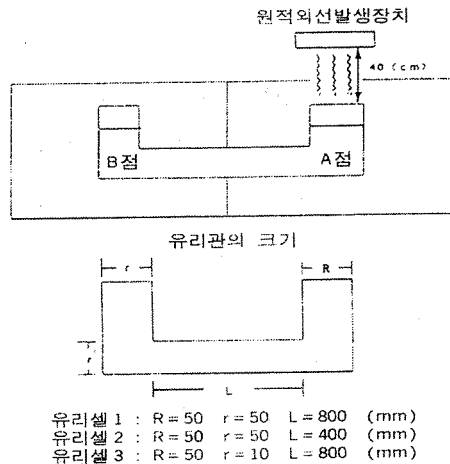 원적외선발생장치
40 (cm)
B점
A점
유리관의 크기
r
R
r
L
유리셀 1 : R = 50 r = 50 L = 800 (mm)
유리셀 2 : R = 50 r = 50 L = 400 (mm)
유리셀 3 : R = 50 r = 10 L = 800 (mm)